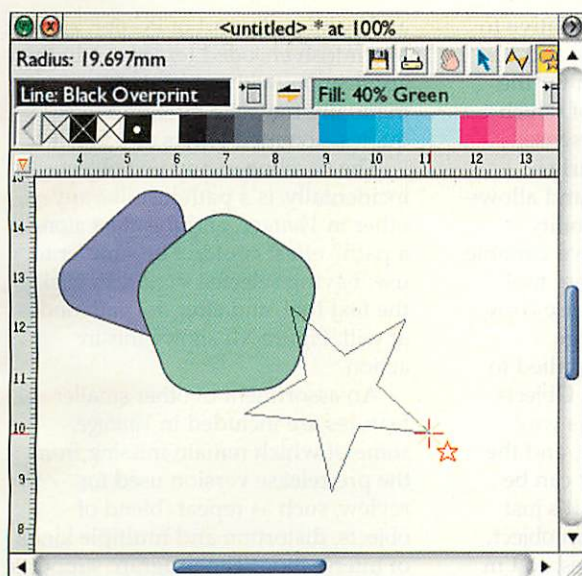 <untitled> * at 100%
Radius: 19.697mm
Line: Black Overprint
Fill: 40% Green
4 5 6 7 8 9 10 11 12 13
14
13
12
11
10
9
8